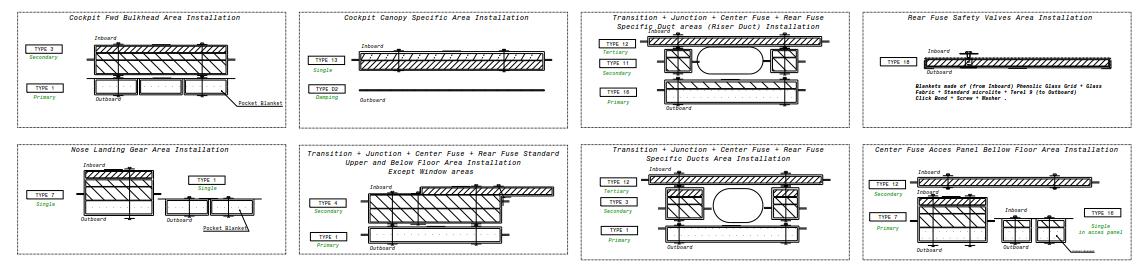 Cockpit Fwd Bulkhead Area Installation
Inboard
TYPE 3
Secondary
TYPE 1
Primary
Outboard
Pocket Blanket
Cockpit Canopy Specific Area Installation
Inboard
TYPE 13
Single
TYPE D2
Damping
Outboard
Transition + Junction + Center Fuse + Rear Fuse
Specific Duct areas (Riser Duct) Installation
Inboard
TYPE 12
Tertiary
TYPE 11
Secondary
TYPE 16
Primary
Outboard
Rear Fuse Safety Valves Area Installation
Inboard
TYPE 18
Outboard
Blankets made of (from Inboard) Phenolic Glass Grid + Glass
Fabric + Standard microlite + Terel 9 (to Outboard)
Click Bond + Screw + Washer .
Nose Landing Gear Area Installation
Inboard
TYPE 7
Single
TYPE 1
Single
Outboard
Pocket Blanket
Transition + Junction + Center Fuse + Rear Fuse Standard
Upper and Below Floor Area Installation
Except Window areas
Inboard
TYPE 4
Secondary
TYPE 1
Primary
Outboard
Transition + Junction + Center Fuse + Rear Fuse
Specific Ducts Area Installation
Inboard
TYPE 12
Tertiary
TYPE 3
Secondary
TYPE 1
Primary
Outboard
Center Fuse Acces Panel Bellow Floor Area Installation
TYPE 12
Secondary
Inboard
TYPE 7
Primary
Outboard
Inboard
TYPE 16
Single
in acces panel
Outboard